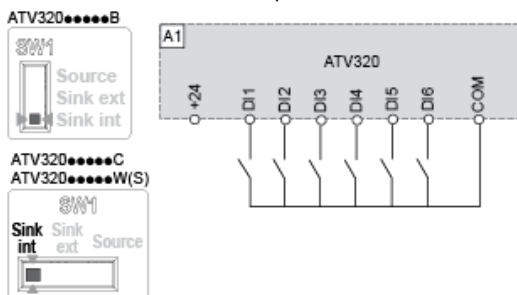 ATV320●●●●●B
SW1
Source
Sink ext
Sink int
A1
ATV320
+24
DI1
DI2
DI3
DI4
DI5
DI6
COM
ATV320●●●●●C
ATV320●●●●●W(S)
SW1
Sink int
Sink ext
Source